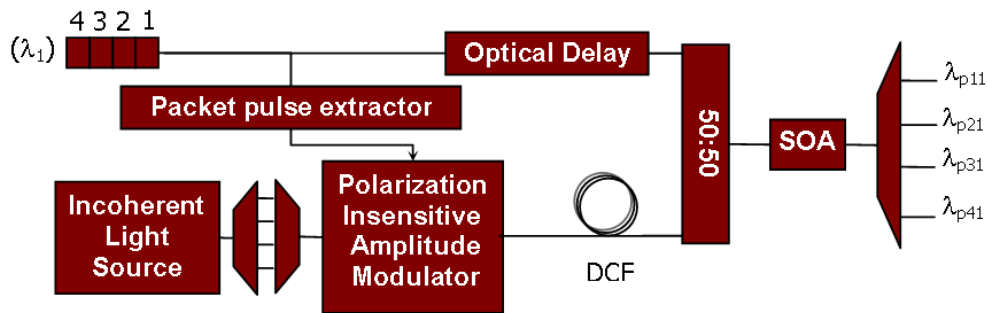 4 3 2 1
(λ₁)
Optical Delay
Packet pulse extractor
50:50
SOA
λp11
λp21
λp31
λp41
Incoherent
Light
Source
Polarization
Insensitive
Amplitude
Modulator
DCF